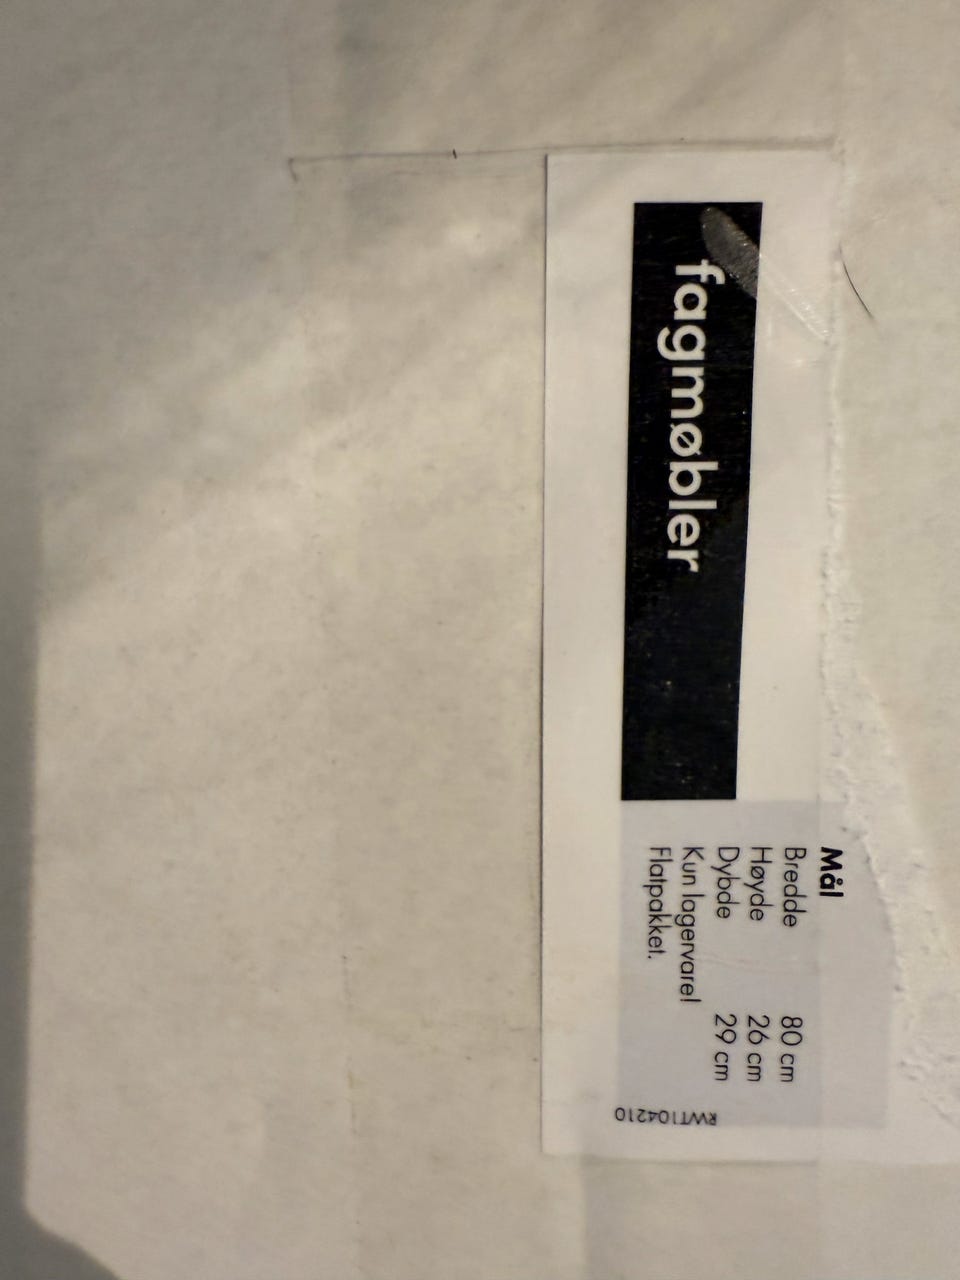 fagmøbler
Mål
Bredde 80 cm
Høyde 26 cm
Dybde 29 cm
Kun lagervare!
Flatpakket.
RWT104210